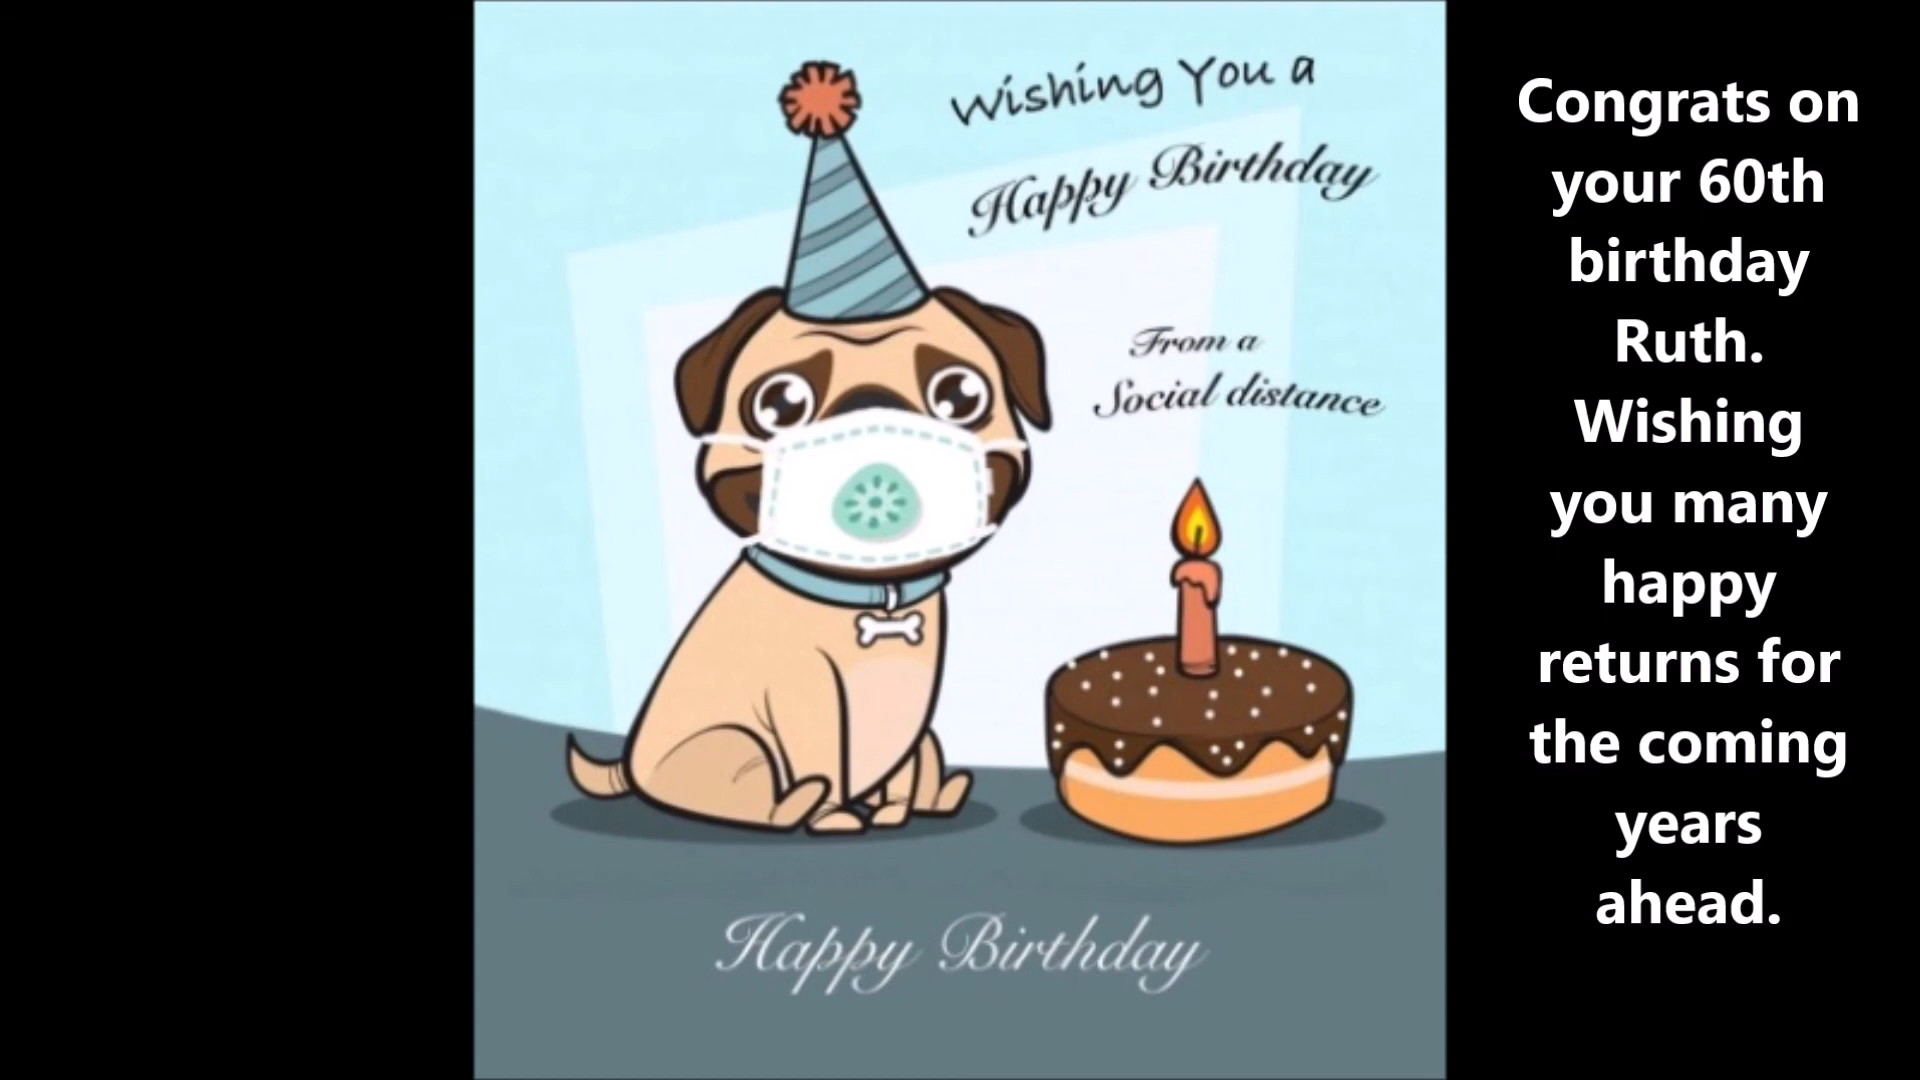 Wishing You a
Happy Birthday
From a
Social distance
Happy Birthday
Congrats on
your 60th
birthday
Ruth.
Wishing
you many
happy
returns for
the coming
years
ahead.